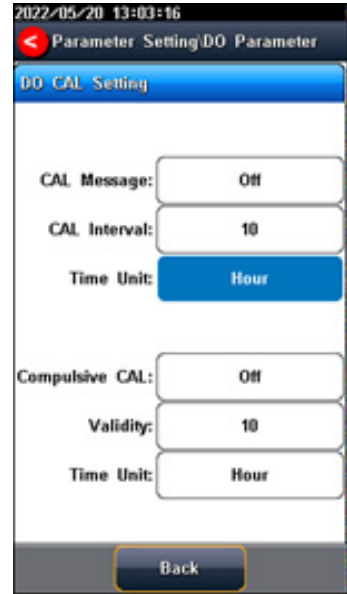 2022/05/20 13:03:16
< Parameter Setting\DO Parameter
DO CAL Setting
CAL Message: Off
CAL Interval: 10
Time Unit: Hour
Compulsive CAL: Off
Validity: 10
Time Unit: Hour
Back